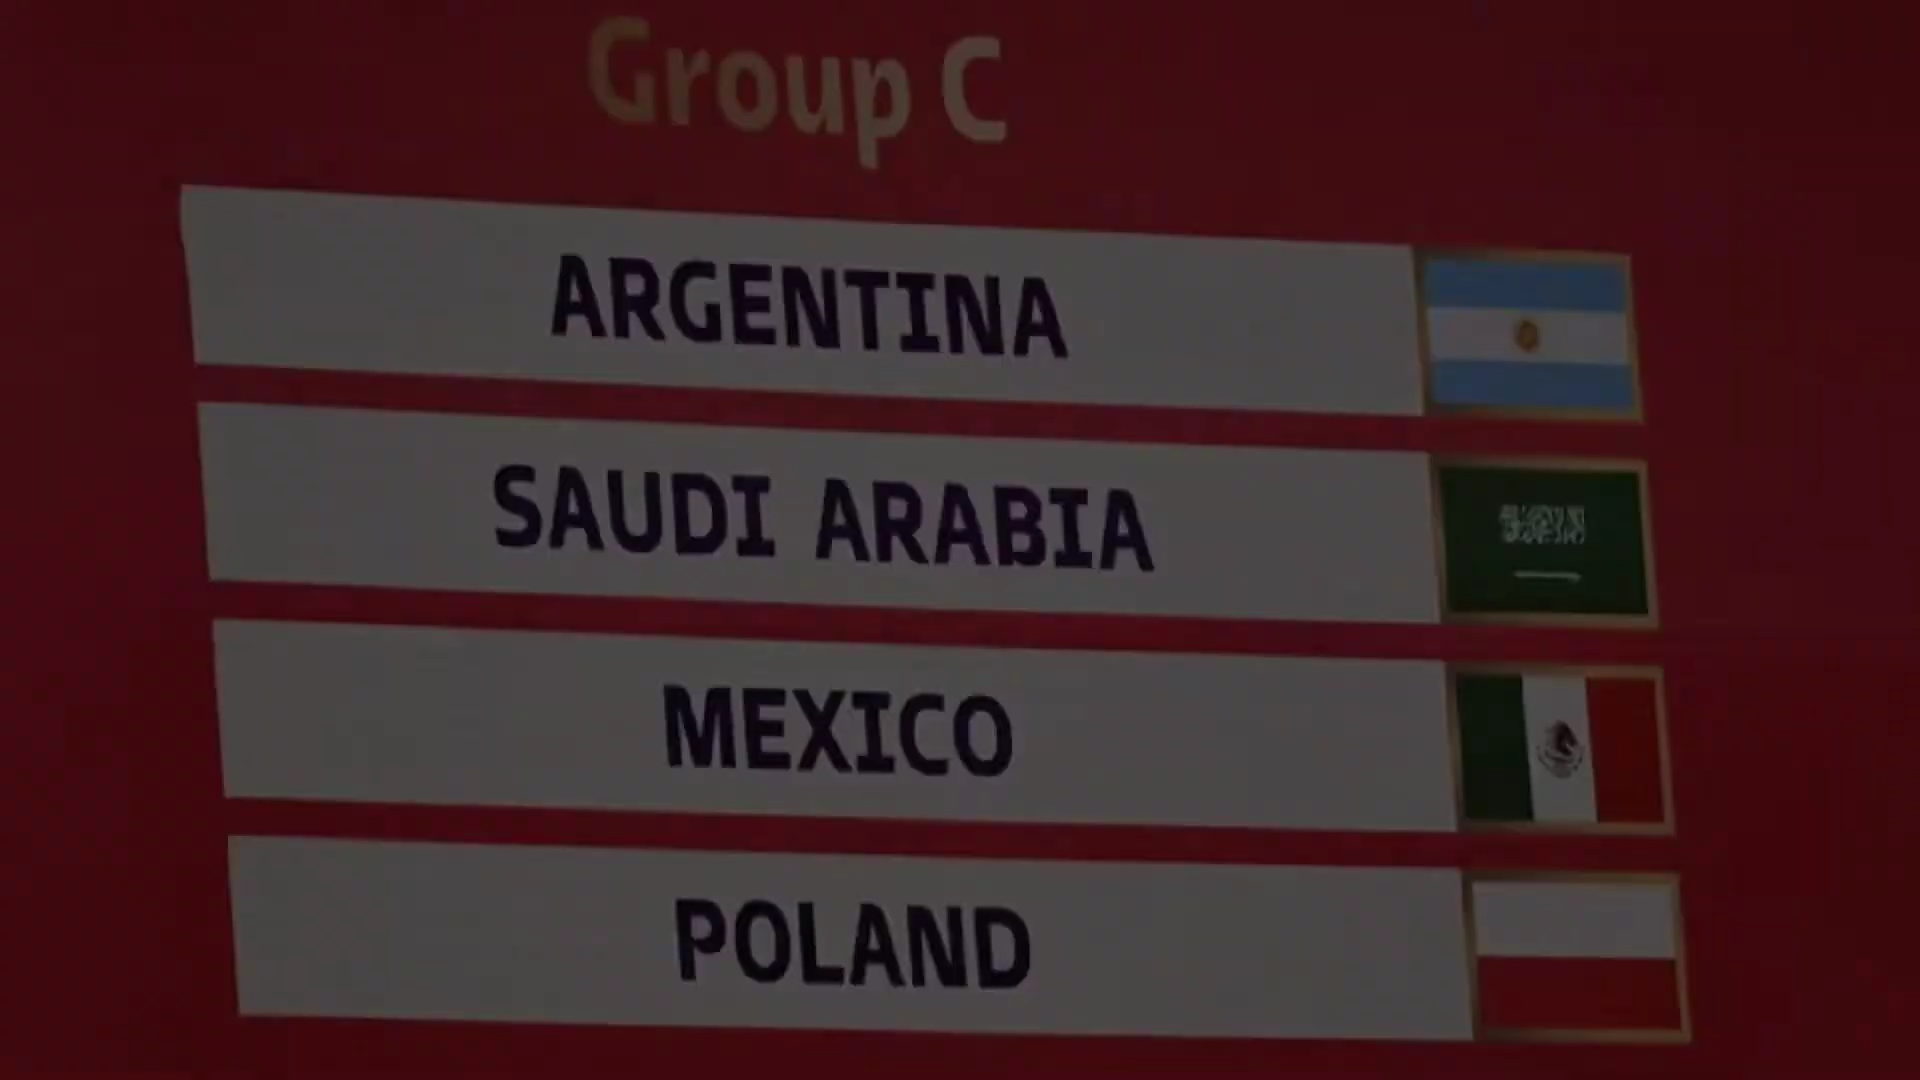 Group C
ARGENTINA
SAUDI ARABIA
MEXICO
POLAND